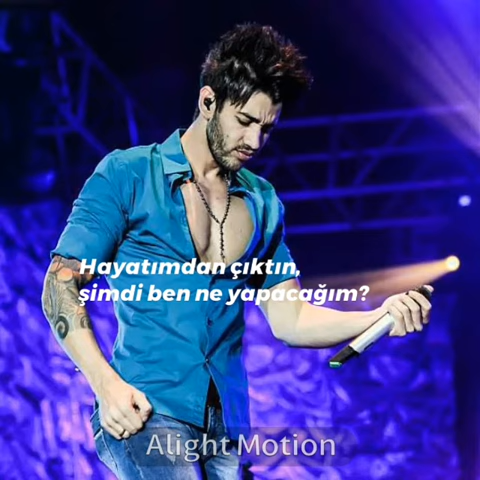 Hayatımdan çıktın,
şimdi ben ne yapacağım?
Alight Motion